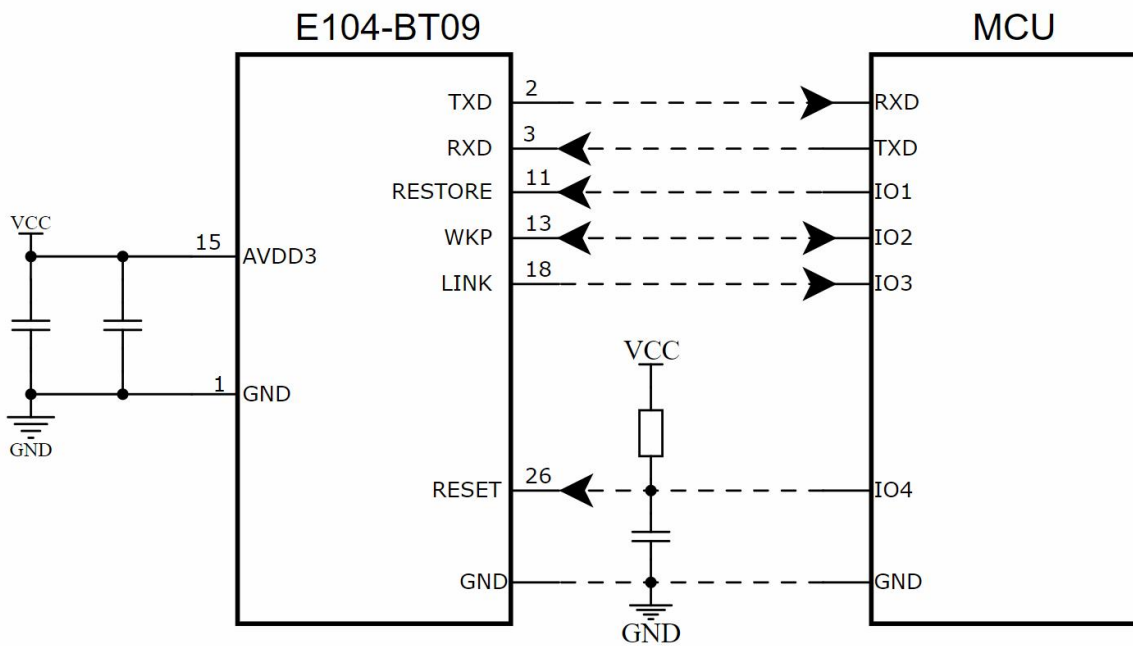 E104-BT09
MCU
TXD 2 RXD
RXD 3 TXD
RESTORE 11 IO1
WKP 13 IO2
VCC
15 AVDD3
LINK 18 IO3
VCC
1 GND
GND
RESET 26 IO4
GND GND
GND